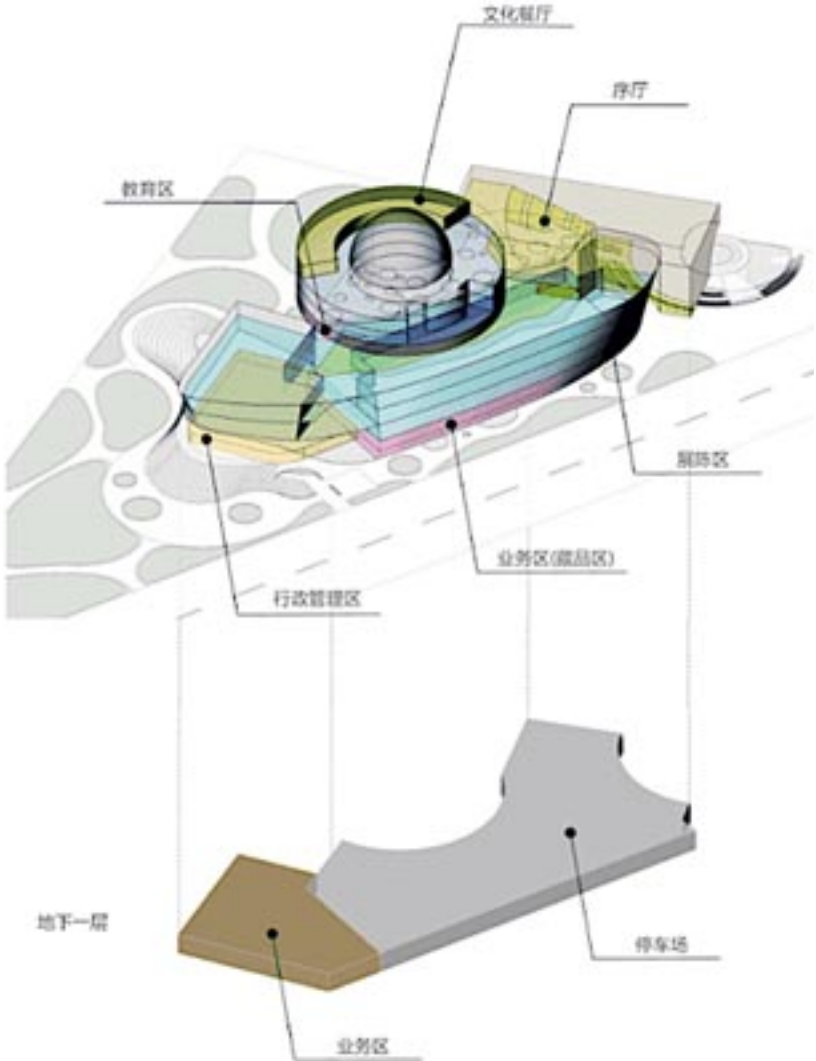 文化展厅
序厅
教育区
展陈区
业务区(藏品区)
行政管理区
地下一层
停车场
业务区